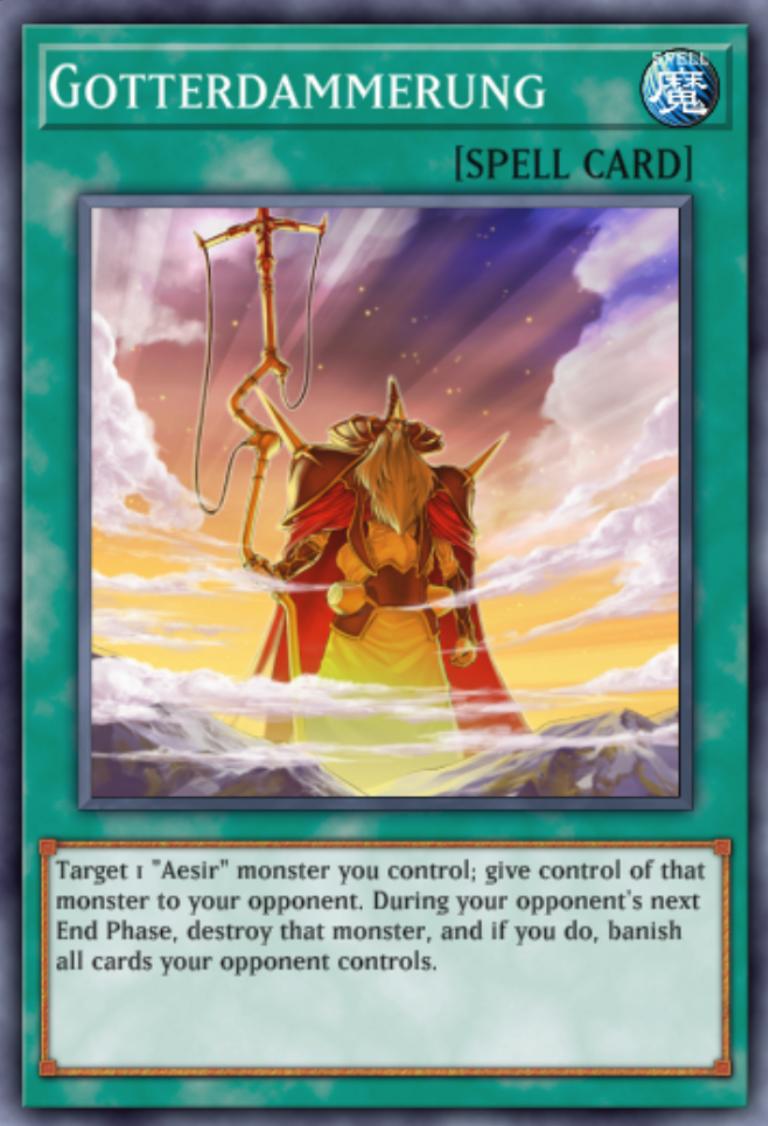 GOTTERDAMMERUNG
SPELL
魔
[SPELL CARD]
Target 1 "Aesir" monster you control; give control of that
monster to your opponent. During your opponent's next
End Phase, destroy that monster, and if you do, banish
all cards your opponent controls.